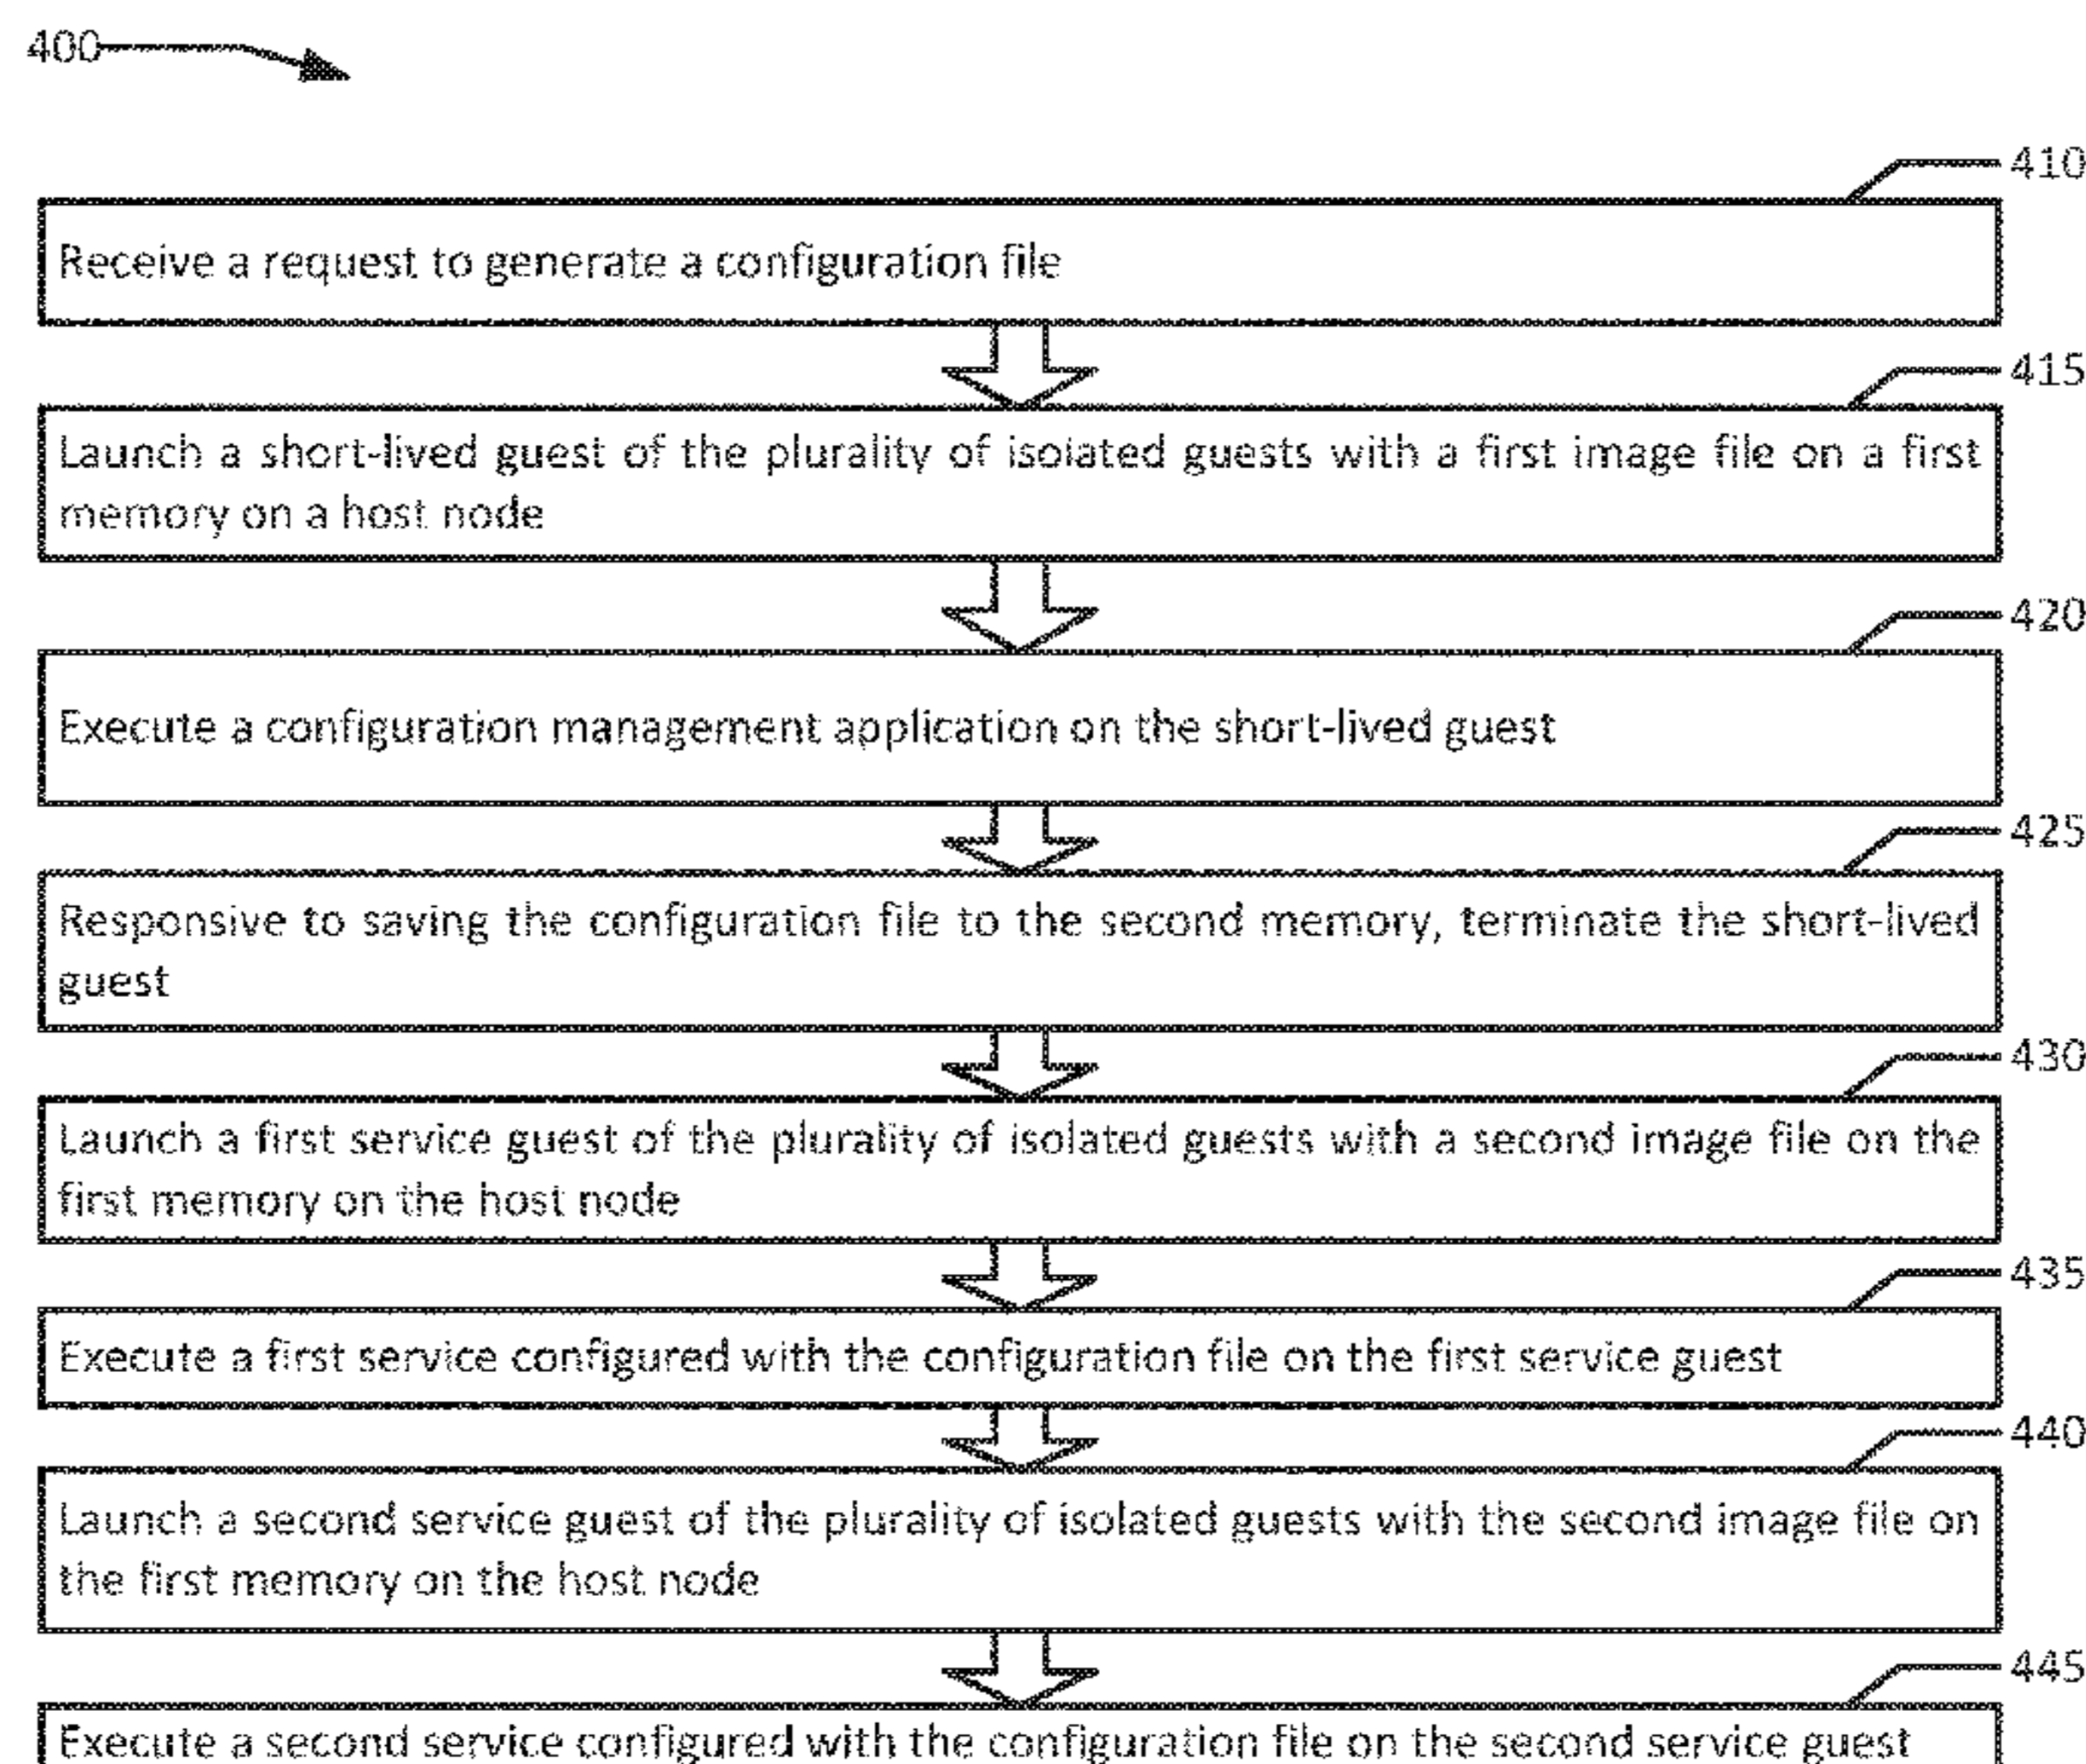 400
410
Receive a request to generate a configuration file
415
Launch a short-lived guest of the plurality of isolated guests with a first image file on a first
memory on a host node
420
Execute a configuration management application on the short-lived guest
425
Responsive to saving the configuration file to the second memory, terminate the short-lived
guest
430
Launch a first service guest of the plurality of isolated guests with a second image file on the
first memory on the host node
435
Execute a first service configured with the configuration file on the first service guest
440
Launch a second service guest of the plurality of isolated guests with the second image file on
the first memory on the host node
445
Execute a second service configured with the configuration file on the second service guest